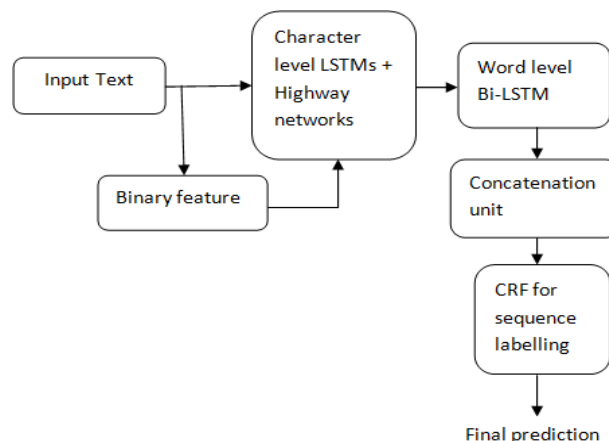 Input Text
Character
level LSTMs +
Highway
networks
Word level
Bi-LSTM
Binary feature
Concatenation
unit
CRF for
sequence
labelling
Final prediction